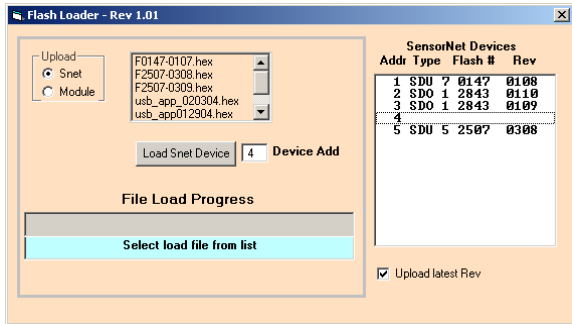 Flash Loader - Rev 1.01
Upload
Snet
Module
F0147-0107.hex
F2507-0308.hex
F2507-0309.hex
usb_app_020304.hex
usb_app012904.hex
Load Snet Device
4
Device Add
File Load Progress
Select load file from list
SensorNet Devices
Addr Type Flash # Rev
1 SDU 7 0147 0108
2 SDO 1 2843 0110
3 SDO 1 2843 0109
4
5 SDU 5 2507 0308
Upload latest Rev